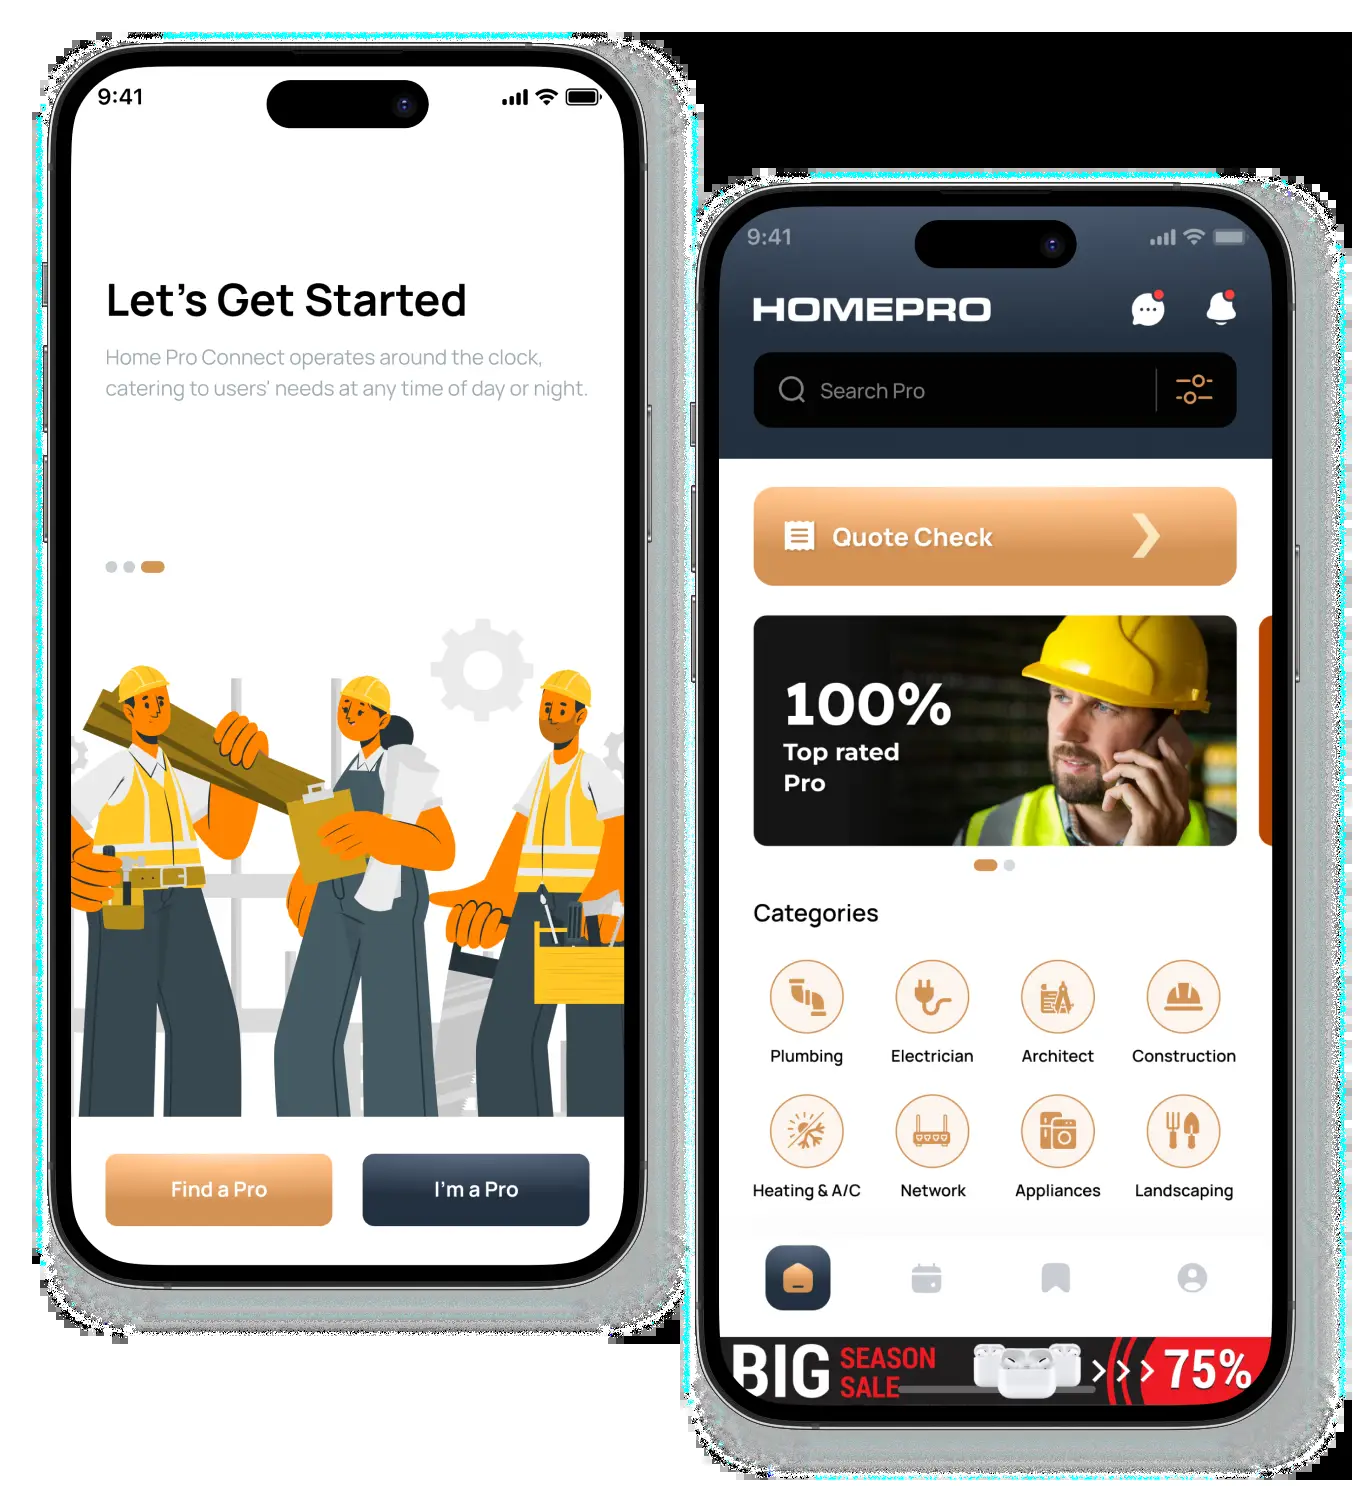 9:41
Let's Get Started
Home Pro Connect operates around the clock,
catering to users' needs at any time of day or night.
Find a Pro
I'm a Pro
9:41
HOMEPRO
Search Pro
Quote Check
100%
Top rated
Pro
Categories
Plumbing
Electrician
Architect
Construction
Heating & A/C
Network
Appliances
Landscaping
BIG
SEASON
SALE
75%